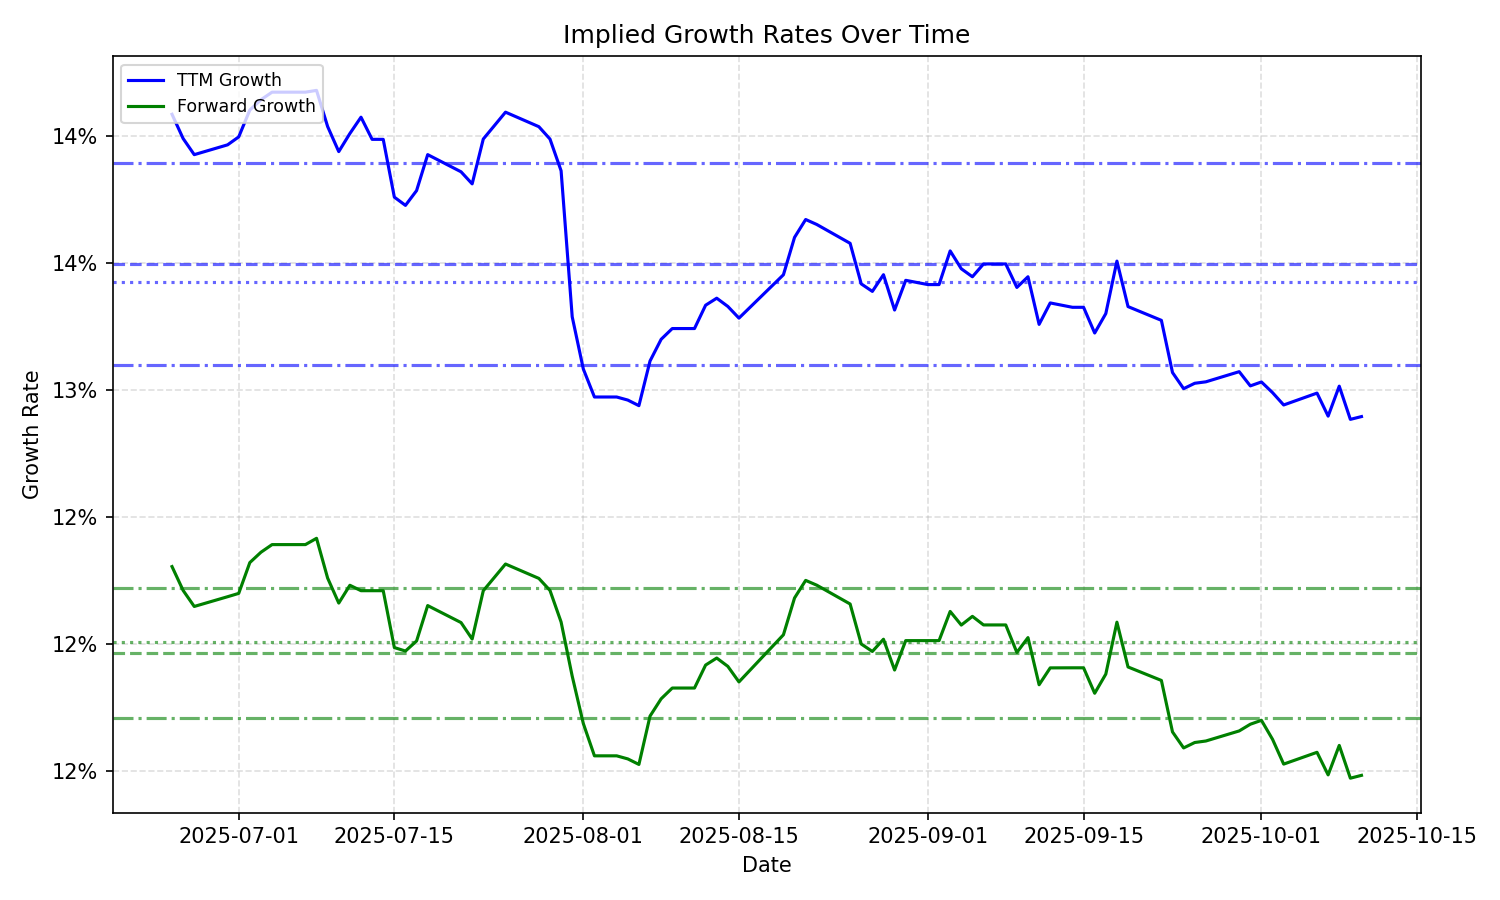 Implied Growth Rates Over Time
TTM Growth
Forward Growth
14%
14%
13%
12%
12%
12%
Growth Rate
2025-07-01
2025-07-15
2025-08-01
2025-08-15
2025-09-01
2025-09-15
2025-10-01
2025-10-15
Date